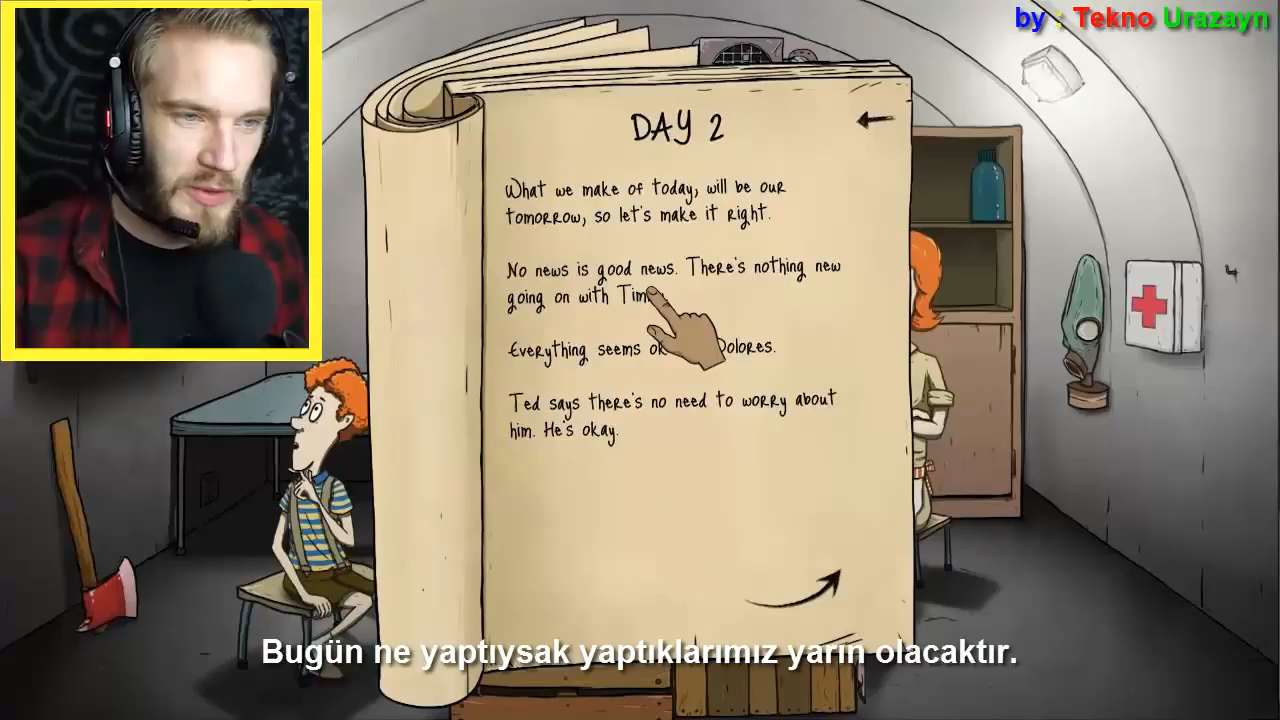 by : Tekno Urazayn
DAY 2
What we make of today, will be our
tomorrow, so let's make it right.
No news is good news. There's nothing new
going on with Tim
Everything seems ok Dolores.
Ted says there's no need to worry about
him. He's okay.
Bugün ne yaptıysak yaptıklarımız yarın olacaktır.